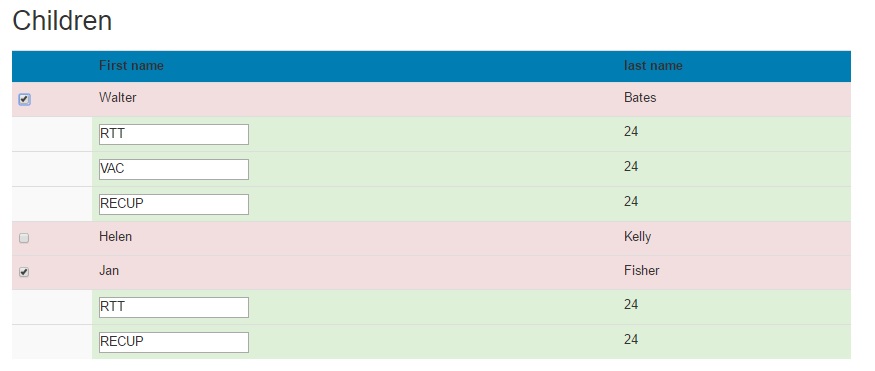 Children
First name last name
Walter Bates
RTT 24
VAC 24
RECUP 24
Helen Kelly
Jan Fisher
RTT 24
RECUP 24